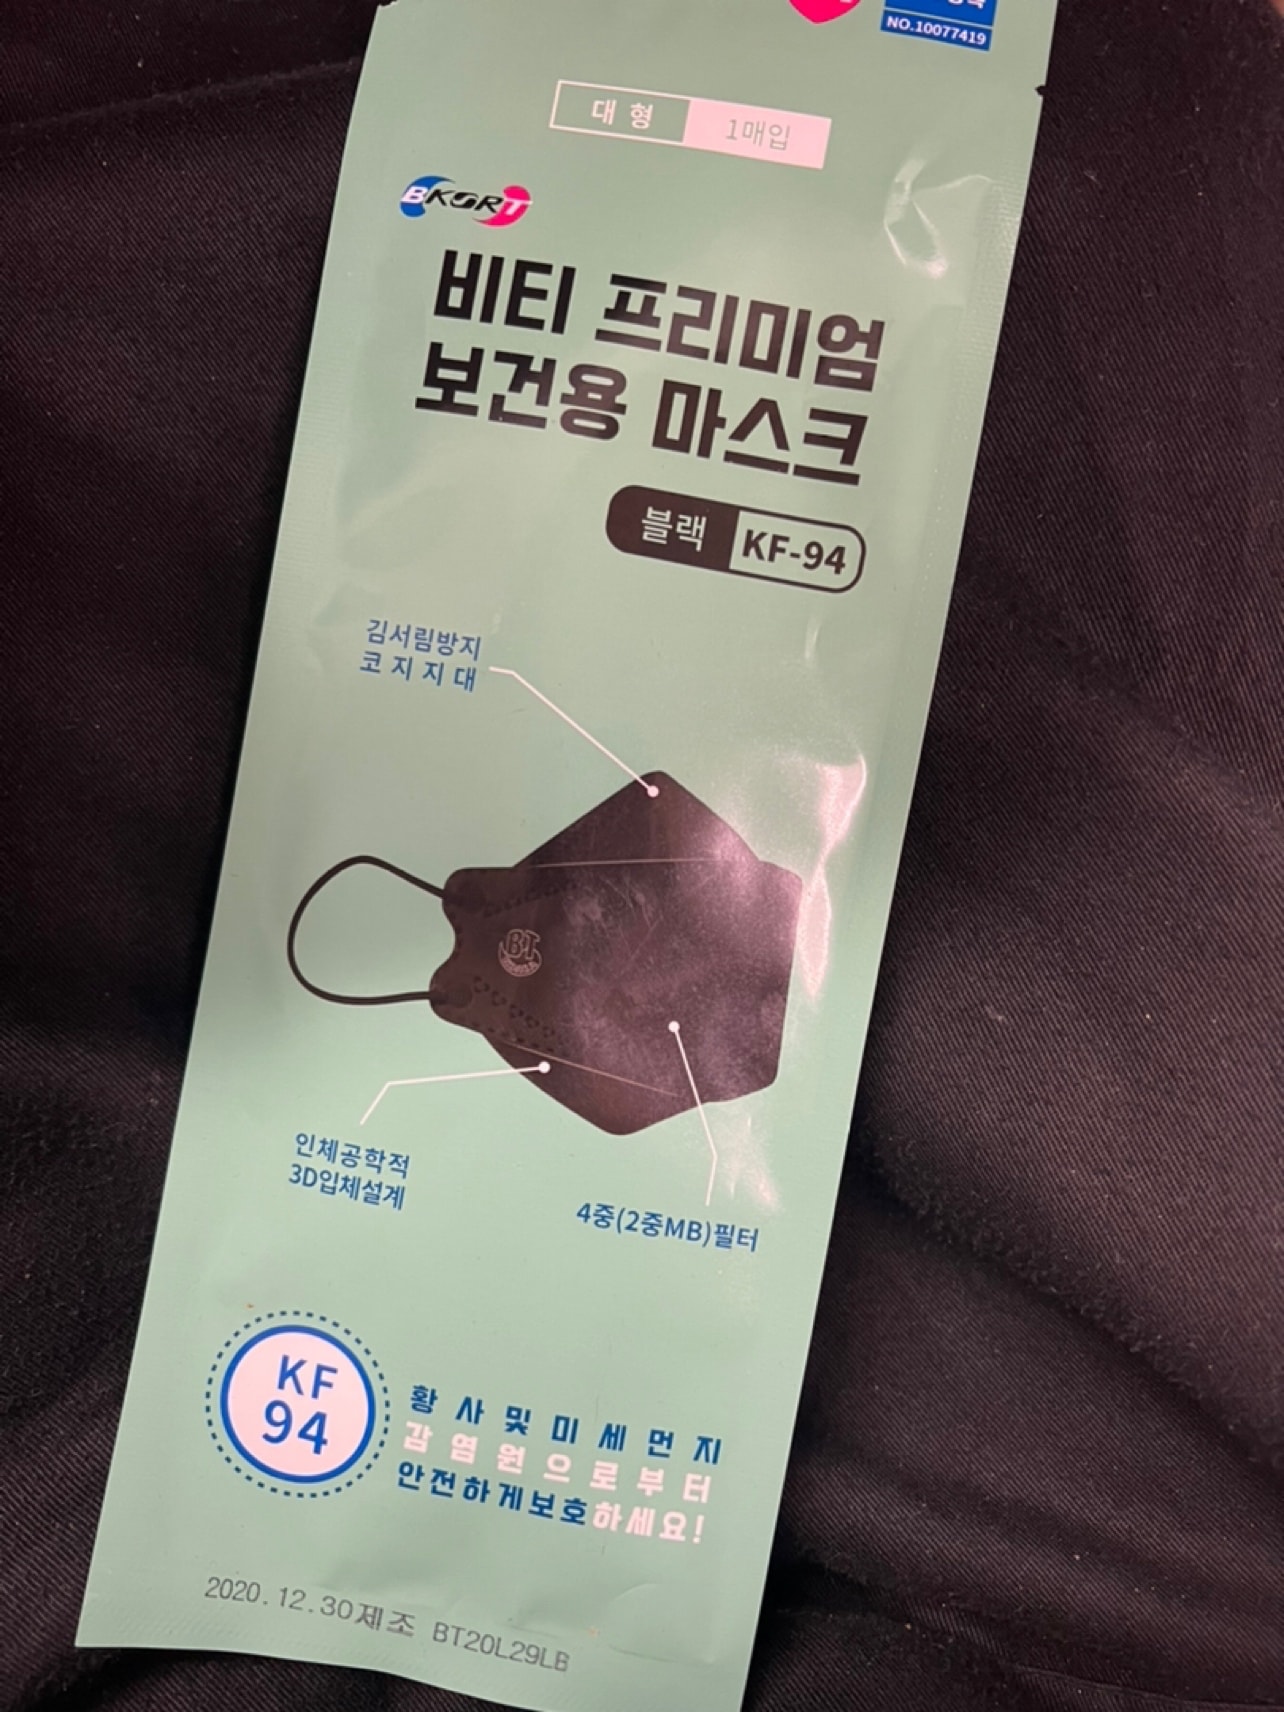 NO.10077419
대형 1매입
BKORT
비티 프리미엄
보건용 마스크
블랙 KF-94
김서림방지
코지지대
BT
인체공학적
3D입체설계
4중(2중MB)필터
KF
94
황사 및 미세먼지
감염원으로부터
안전하게보호하세요!
2020.12.30제조 BT20L29LB